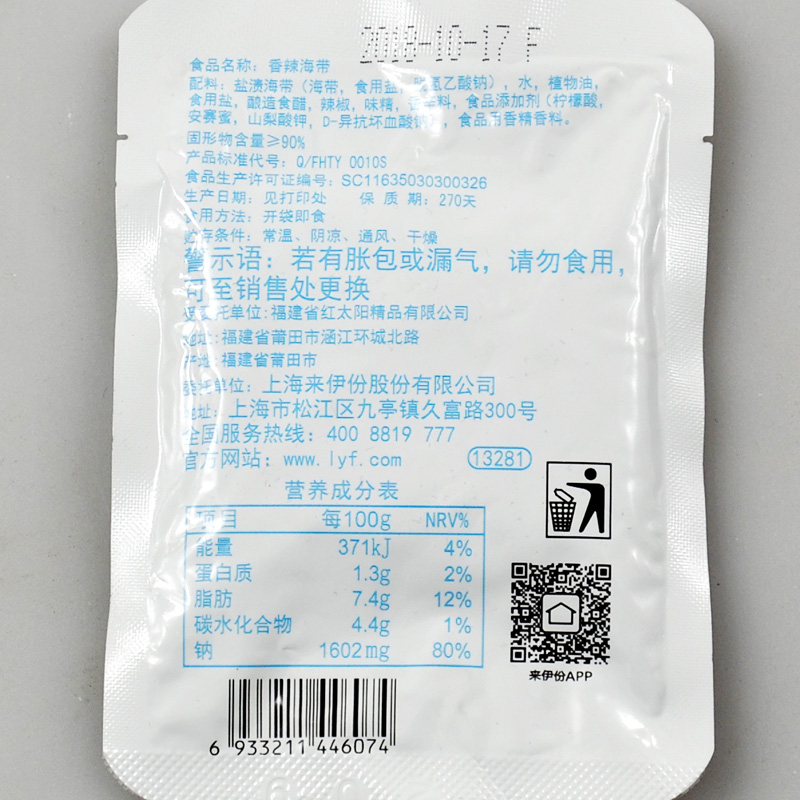 2018-10-17 F
食品名称：香辣海带
配料：盐渍海带（海带，食用盐，脱氢乙酸钠），水，植物油，
食用盐，酿造食醋，辣椒，味精，香辛料，食品添加剂（柠檬酸，
安赛蜜，山梨酸钾，D-异抗坏血酸钠），食品用香精香料。
固形物含量≥90%
产品标准代号：Q/FHTY 0010S
食品生产许可证编号：SC11635030300326
生产日期：见打印处 保质期：270天
食用方法：开袋即食
贮存条件：常温、阴凉、通风、干燥
警示语：若有胀包或漏气，请勿食用，
可至销售处更换
受委托单位：福建省红太阳精品有限公司
地址：福建省莆田市涵江环城北路
产地：福建省莆田市
委托单位：上海来伊份股份有限公司
地址：上海市松江区九亭镇久富路300号
全国服务热线：400 8819 777
官方网站：www.lyf.com 13281
营养成分表
项目 每100g NRV%
能量 371kJ 4%
蛋白质 1.3g 2%
脂肪 7.4g 12%
碳水化合物 4.4g 1%
钠 1602mg 80%
来伊份APP
6 933211 446074